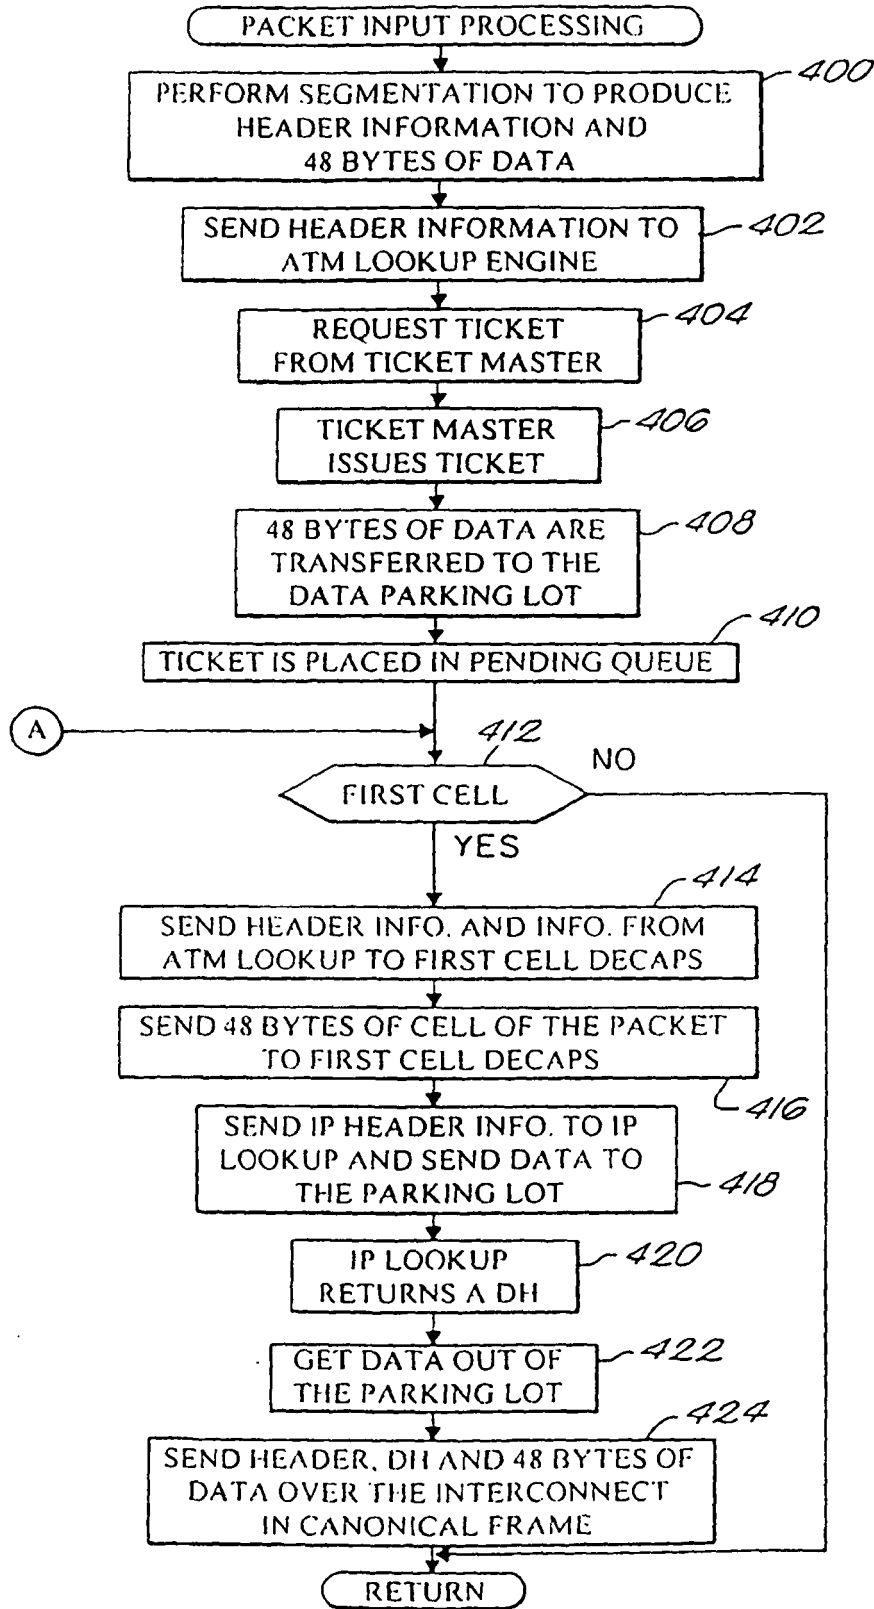 PACKET INPUT PROCESSING
400
PERFORM SEGMENTATION TO PRODUCE
HEADER INFORMATION AND
48 BYTES OF DATA
SEND HEADER INFORMATION TO
ATM LOOKUP ENGINE
402
REQUEST TICKET
FROM TICKET MASTER
404
TICKET MASTER
ISSUES TICKET
406
48 BYTES OF DATA ARE
TRANSFERRED TO THE
DATA PARKING LOT
408
410
TICKET IS PLACED IN PENDING QUEUE
A
412
FIRST CELL
NO
YES
414
SEND HEADER INFO. AND INFO. FROM
ATM LOOKUP TO FIRST CELL DECAPS
SEND 48 BYTES OF CELL OF THE PACKET
TO FIRST CELL DECAPS
416
SEND IP HEADER INFO. TO IP
LOOKUP AND SEND DATA TO
THE PARKING LOT
418
IP LOOKUP
RETURNS A DH
420
GET DATA OUT OF
THE PARKING LOT
422
424
SEND HEADER, DH AND 48 BYTES OF
DATA OVER THE INTERCONNECT
IN CANONICAL FRAME
RETURN